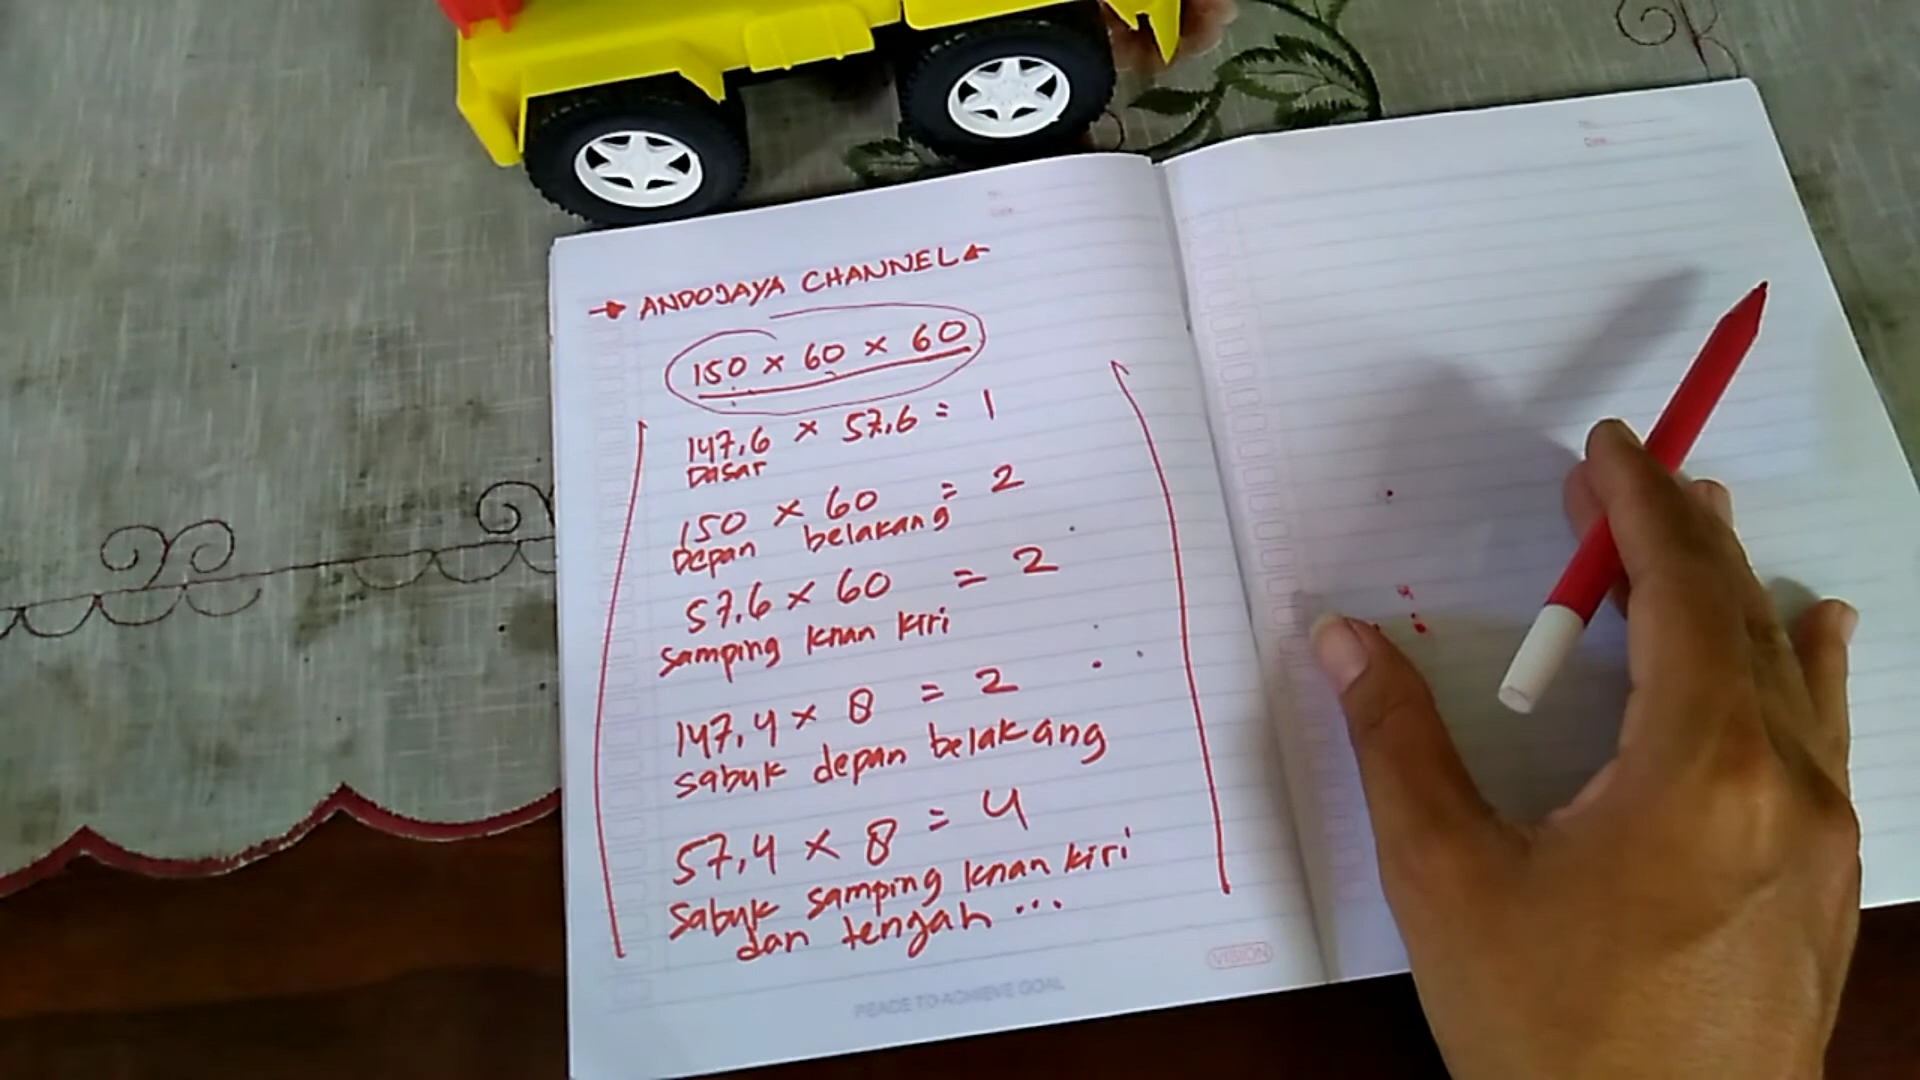 ANDOJAYA CHANNEL
150 x 60 x 60
147,6 x 57,6 = 1
Dasar
150 x 60 = 2
Depan belakang
57,6 x 60 = 2
samping knan kiri
147,4 x 8 = 2
sabuk depan belakang
57,4 x 8 = 4
Sabuk samping knan kiri
dan tengah ...
VISION